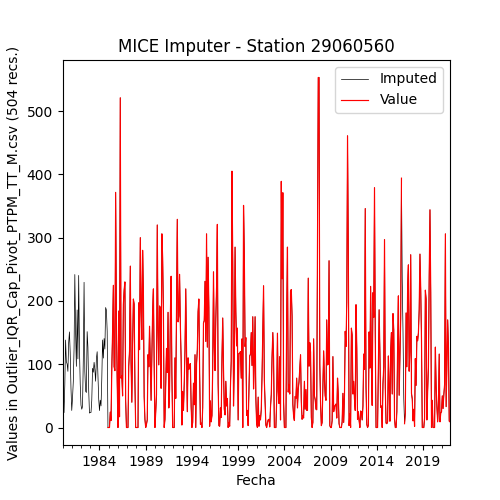 MICE Imputer - Station 29060560
Imputed
Value
Values in Outlier_IQR_Cap_Pivot_PTPM_TT_M.csv (504 recs.)
500
400
300
200
100
0
1984 1989 1994 1999 2004 2009 2014 2019
Fecha